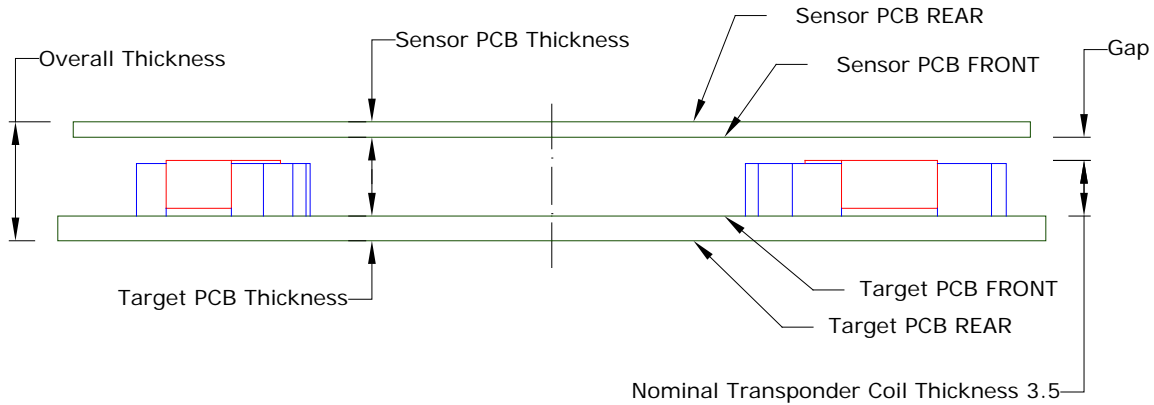 Sensor PCB REAR
Sensor PCB Thickness
Gap
Overall Thickness
Sensor PCB FRONT
Target PCB Thickness
Target PCB FRONT
Target PCB REAR
Nominal Transponder Coil Thickness 3.5